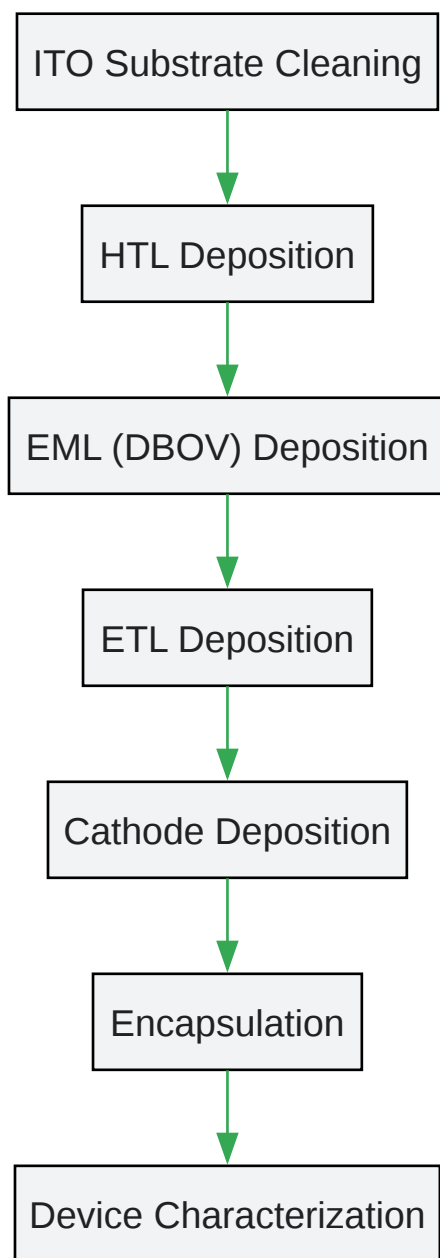 ITO Substrate Cleaning
HTL Deposition
EML (DBOV) Deposition
ETL Deposition
Cathode Deposition
Encapsulation
Device Characterization